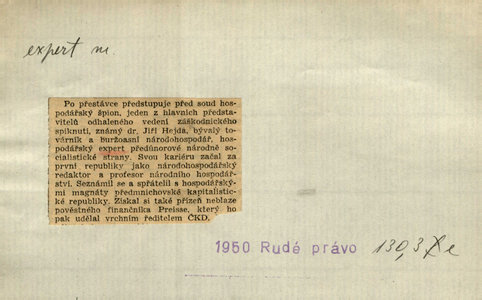 expert m.
Po přestávce předstupuje před soud hos-
podářský špion, jeden z hlavních představi-
vitelů odhaleného vedení záškodnického
spiknutí, známý dr. Jiří Hejda, bývalý to-
várník a buržoasní národohospodář, hos-
podářský expert předúnorové národně so-
cialistické strany. Svou kariéru začal za
první republiky jako národohospodářský
redaktor a profesor národního hospodář-
ství. Seznámil se a spřátelil s hospodářský-
mi magnáty předmnichovské kapitalistic-
ké republiky. Získal si také přízeň neblaze
pověstného finančníka Preisse, který ho
pak udělal vrchním ředitelem ČKD.
1950 Rudé právo 130,3 e